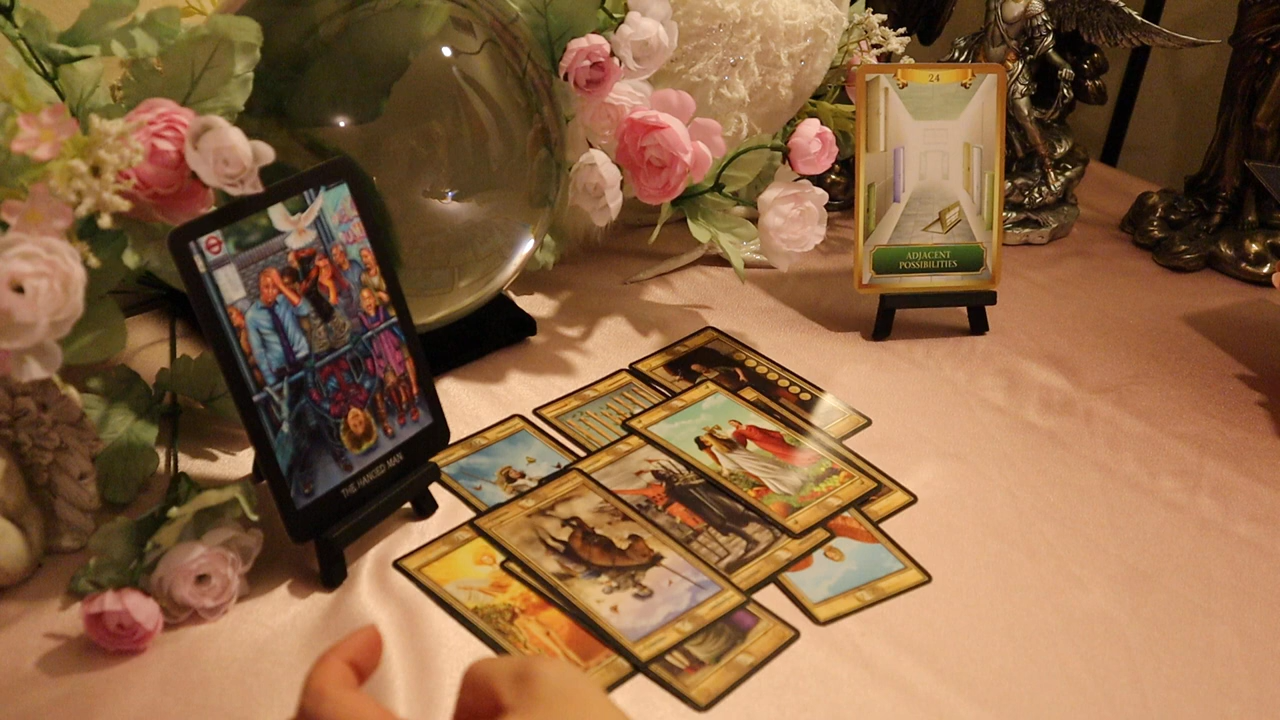 THE HANGED MAN
24
ADJACENT
POSSIBILITIES